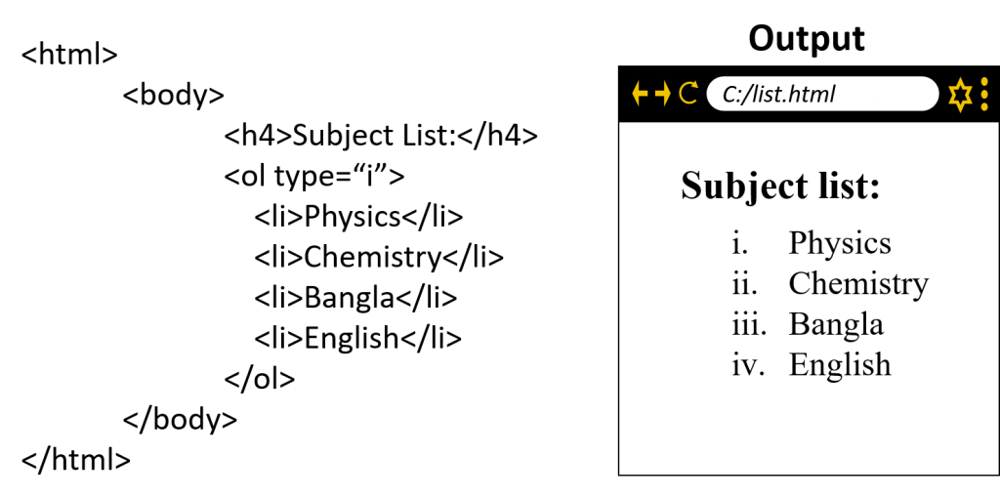 <html>
<body>
<h4>Subject List:</h4>
<ol type=“i”>
<li>Physics</li>
<li>Chemistry</li>
<li>Bangla</li>
<li>English</li>
</ol>
</body>
</html>
Output
C:/list.html
Subject list:
i. Physics
ii. Chemistry
iii. Bangla
iv. English